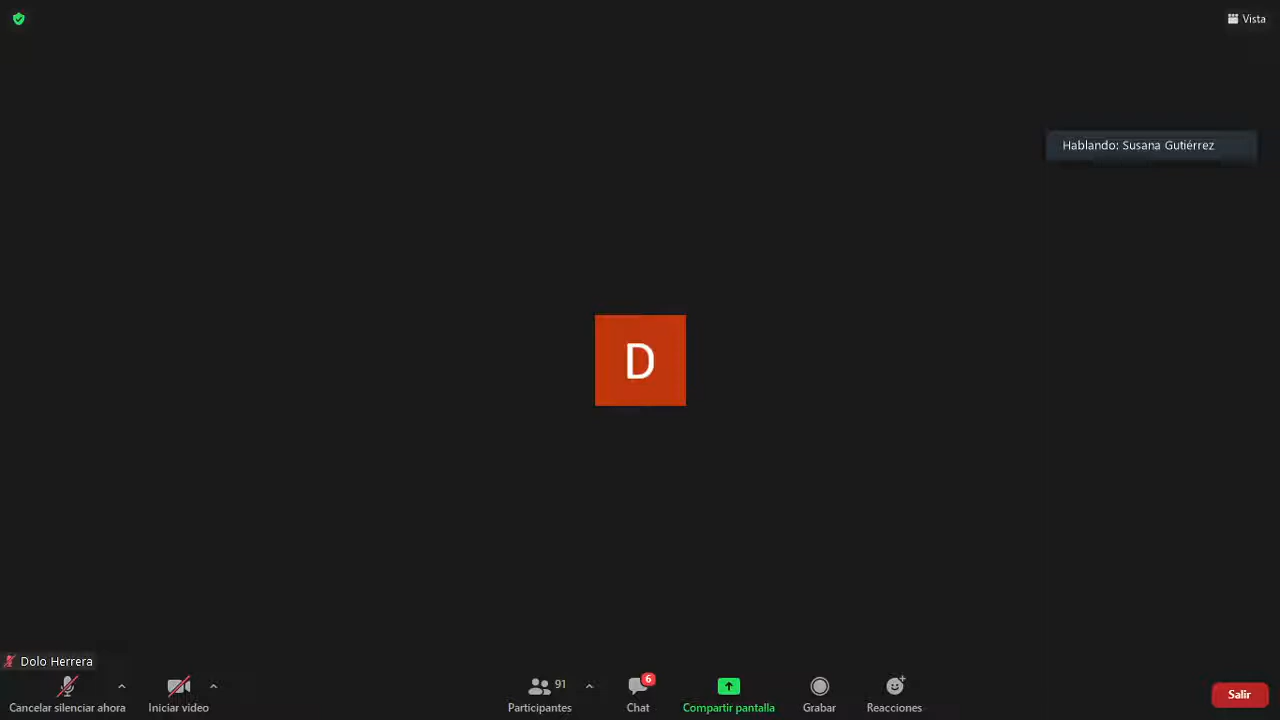 Vista
Hablando: Susana Gutiérrez
D
Dolo Herrera
Cancelar silenciar ahora
Iniciar video
91
Participantes
6
Chat
Compartir pantalla
Grabar
Reacciones
Salir